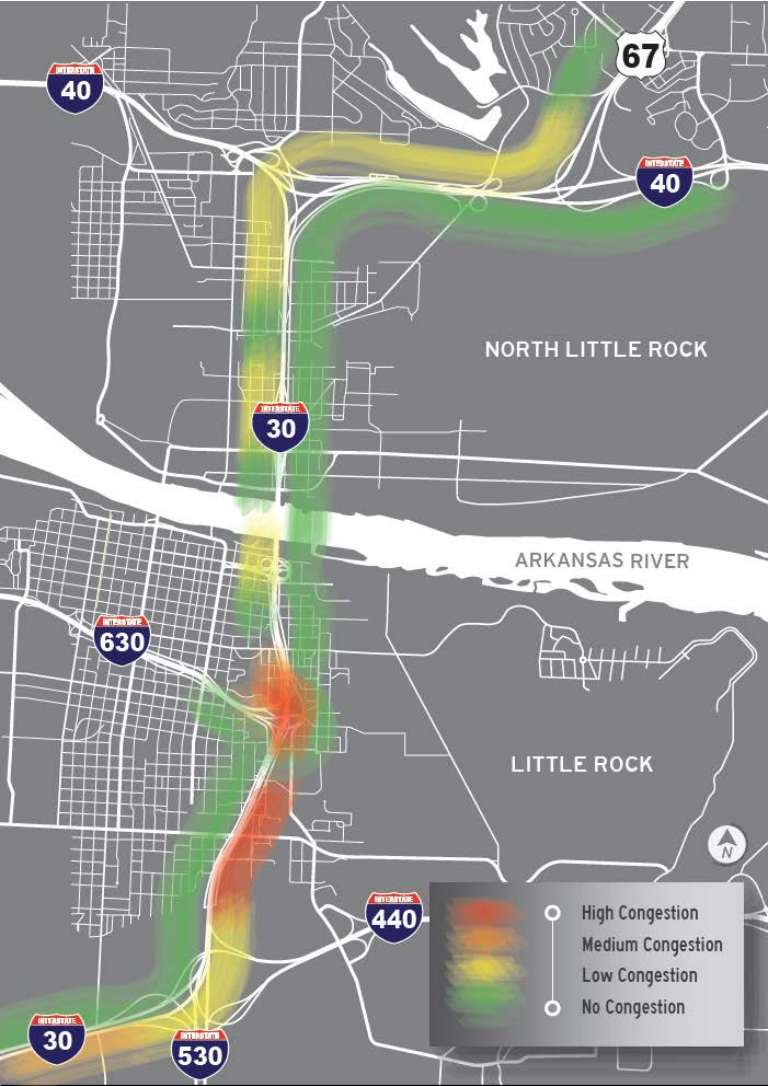 67
INTERSTATE
40
INTERSTATE
40
NORTH LITTLE ROCK
INTERSTATE
30
ARKANSAS RIVER
INTERSTATE
630
LITTLE ROCK
N
INTERSTATE
440
High Congestion
Medium Congestion
Low Congestion
No Congestion
INTERSTATE
30
INTERSTATE
530